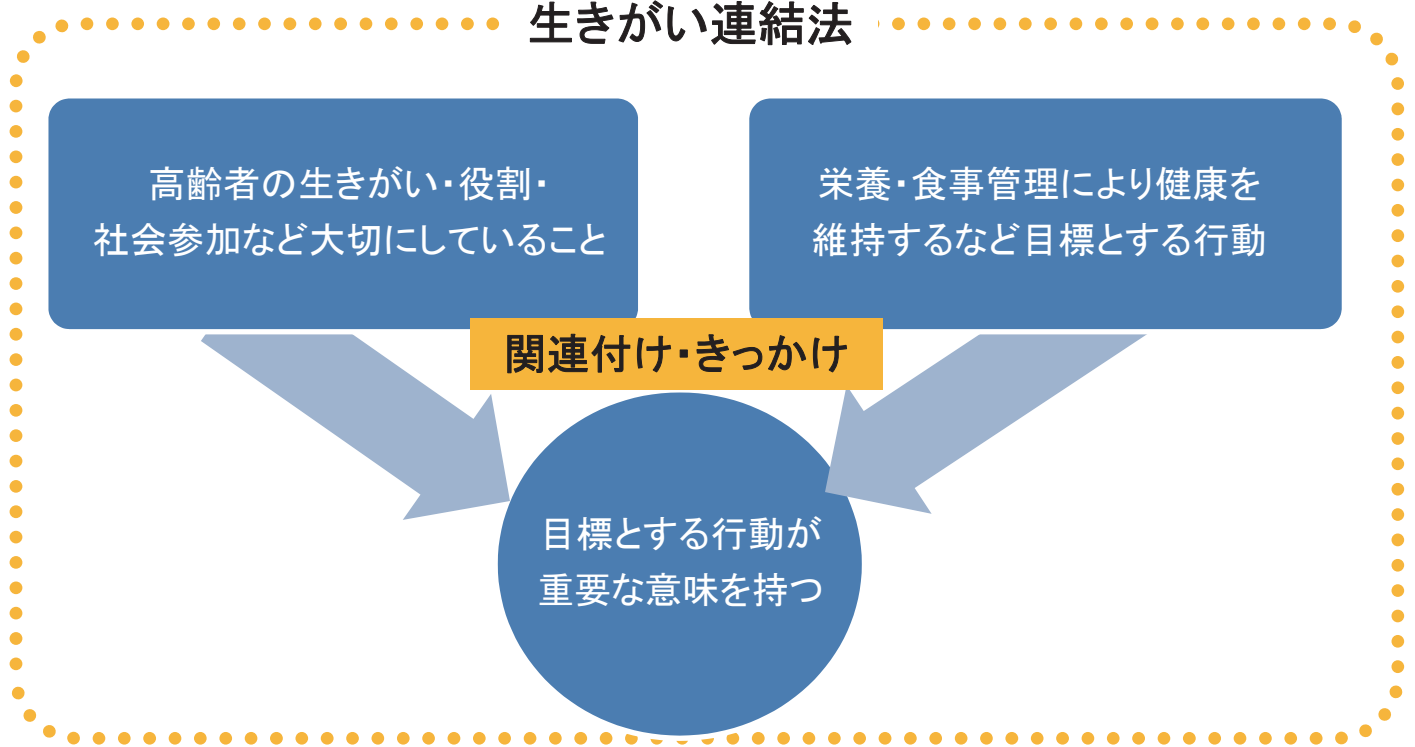 生きがい連結法
高齢者の生きがい・役割・
社会参加など大切にしていること
栄養・食事管理により健康を
維持するなど目標とする行動
関連付け・きっかけ
目標とする行動が
重要な意味を持つ